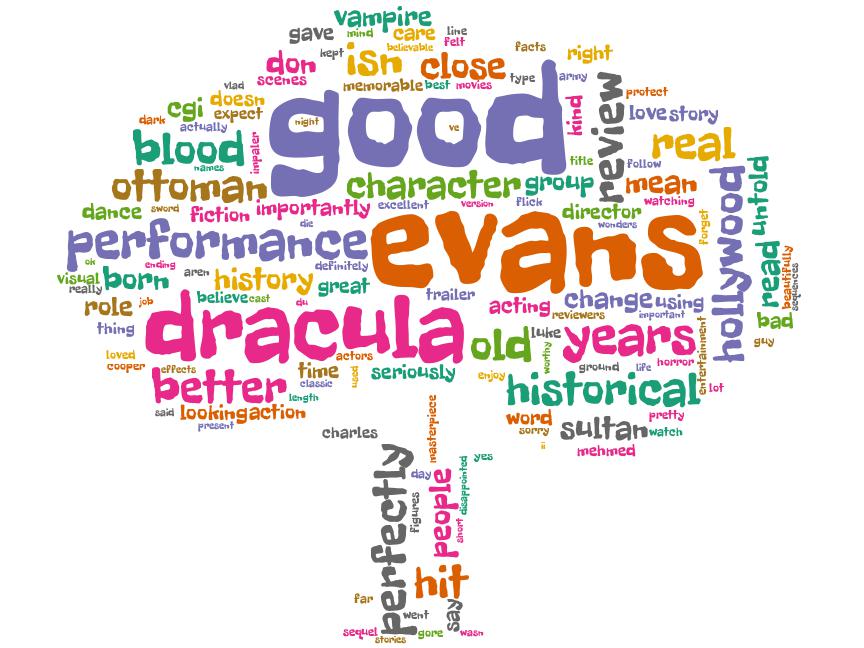 vampire
gave mind care line
kept believable felt
facts right
don isn close
scenes memorable best movies type army
vlad
good
review
protect
cgi doesn expect
dark actually
night ve
kind
love story
blood
names
impaler
title
real
follow
ottoman
character group
mean
watching
hollywood
untold
dance sword fiction importantly excellent version flick director
wonders
forget
die
performance
evans
ok ending
definitely
visual born aren history great
really
read
beautifully
sequences
believe cast du trailer
role job
acting change using
reviewers important
thing
dracula
old luke years
bad
guy
entertainment
worthy
horror
loved
cooper
effects
actors
time
classic
used
seriously
enjoy
ground life
better
length
historical
lot
said looking action
present
word
sorry
sultan watch
pretty
ii
mehmed
charles
masterpiece
perfectly
day
yes
figures
people
disappointed
short
hit
far
went
say
sequel
stories
gore
wasn